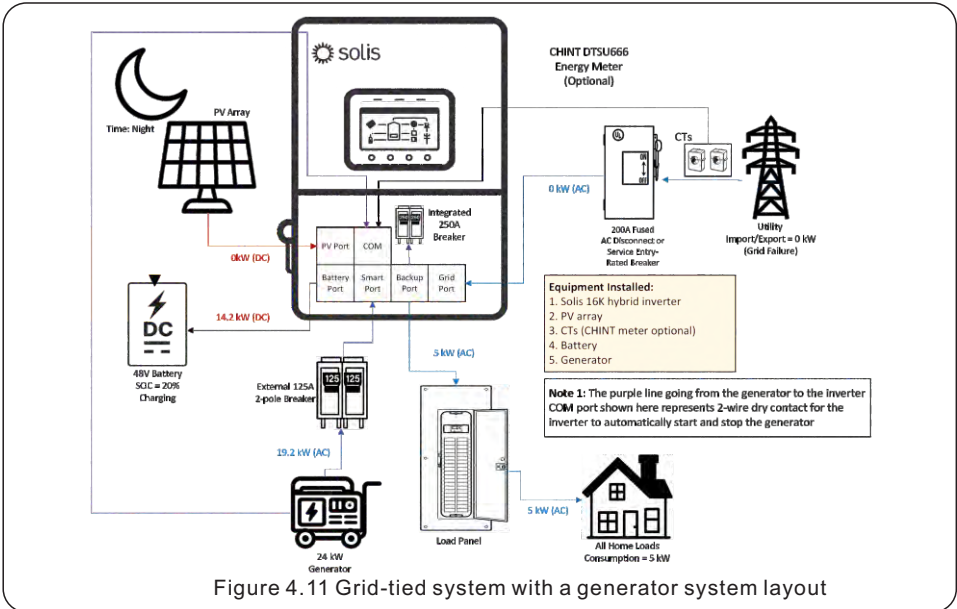 solis
CHINT DTSU666
Energy Meter
(Optional)
Time: Night
PV Array
UL
ON
OFF
CTs
0 kW (AC)
Integrated
250A
Breaker
200A Fused
AC Disconnect or
Service Entry-
Rated Breaker
Utility
Import/Export = 0 kW
(Grid Failure)
0kW (DC)
PV Port
COM
Battery
Port
Smart
Port
Backup
Port
Grid
Port
DC
14.2 kW (DC)
48V Battery
SOC = 20%
Charging
Equipment Installed:
1. Solis 16K hybrid inverter
2. PV array
3. CTs (CHINT meter optional)
4. Battery
5. Generator
5 kW (AC)
External 125A
2-pole Breaker
125
125
Note 1: The purple line going from the generator to the inverter
COM port shown here represents 2-wire dry contact for the
inverter to automatically start and stop the generator
19.2 kW (AC)
24 kW
Generator
Load Panel
5 kW (AC)
All Home Loads
Consumption = 5 kW
Figure 4.11 Grid-tied system with a generator system layout